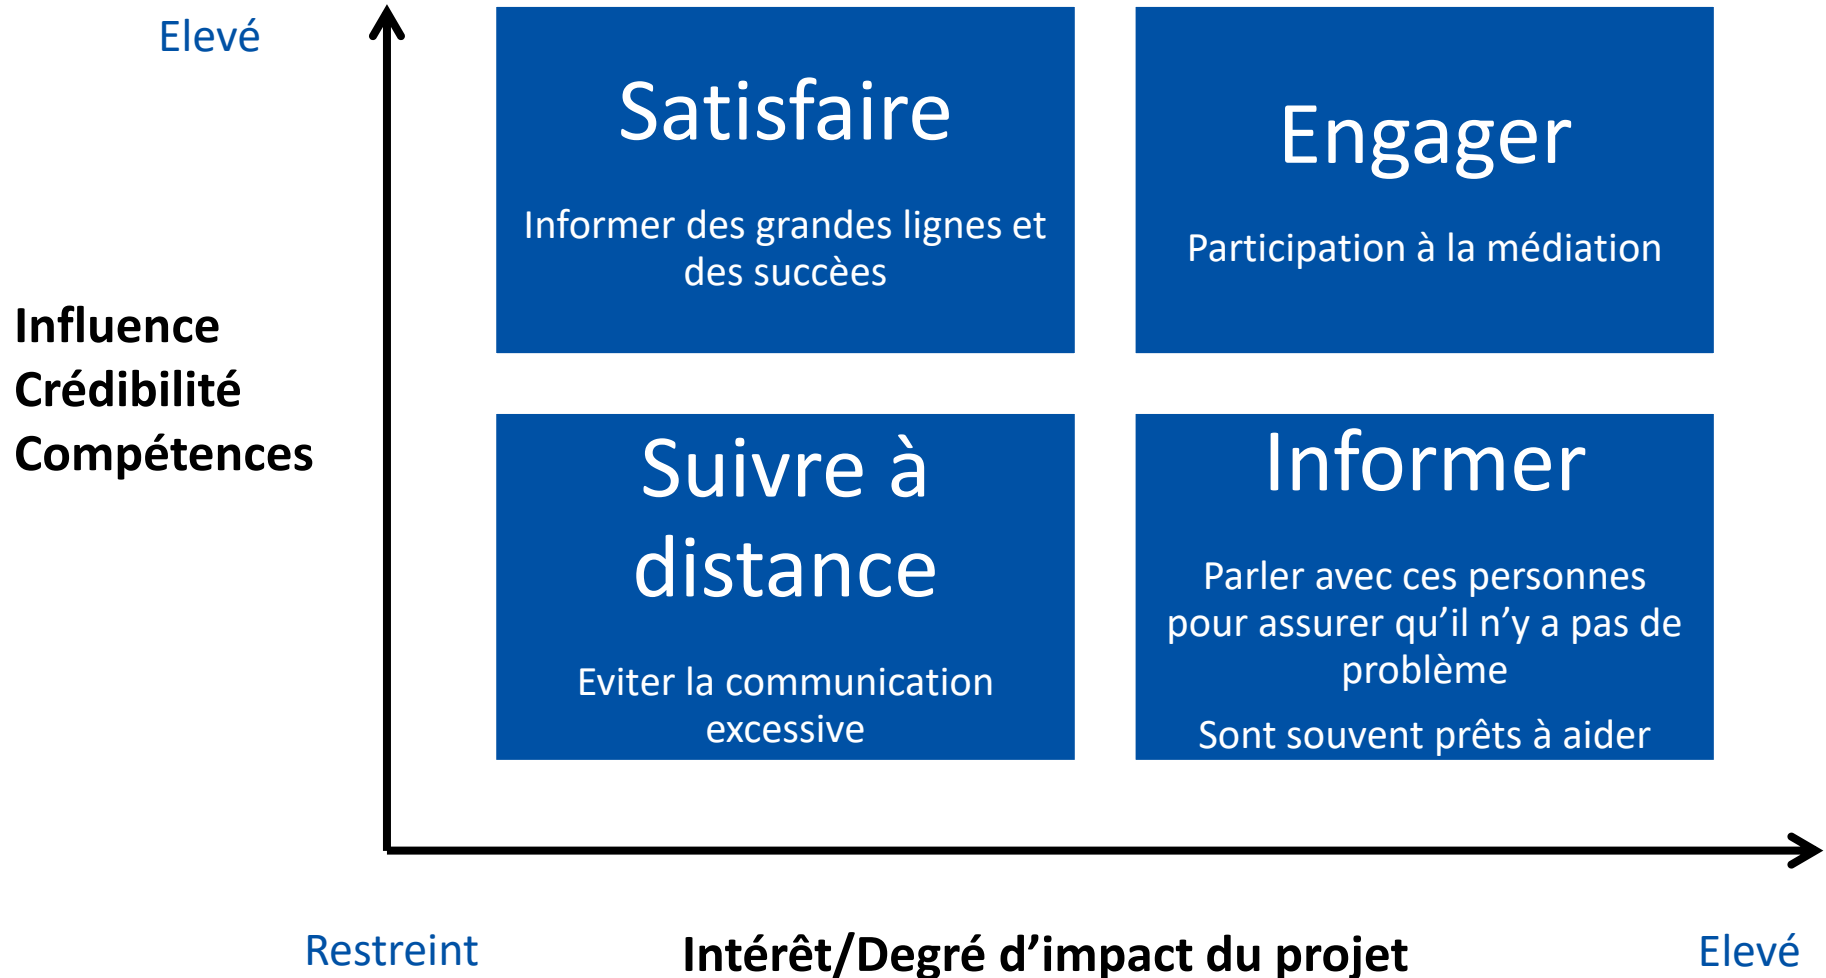 Elevé
Satisfaire
Informer des grandes lignes et
des succèes
Engager
Participation à la médiation
Influence
Crédibilité
Compétences
Suivre à
distance
Eviter la communication
excessive
Informer
Parler avec ces personnes
pour assurer qu’il n’y a pas de
problème
Sont souvent prêts à aider
Restreint
Intérêt/Degré d’impact du projet
Elevé